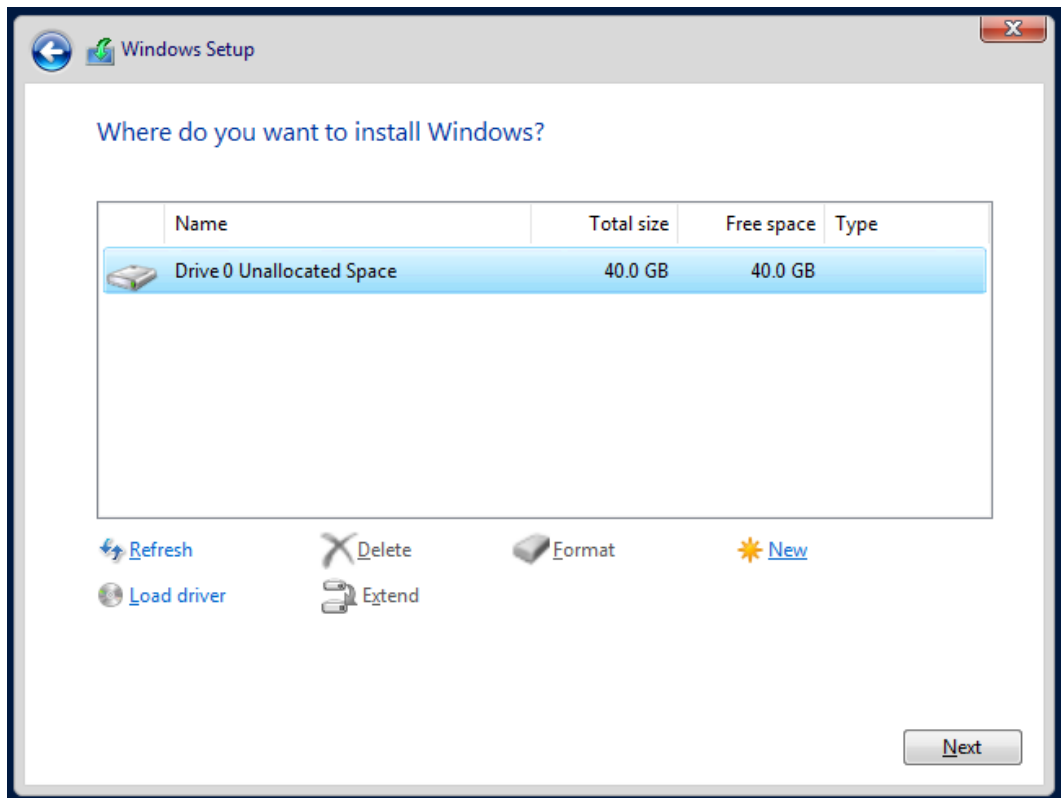 Windows Setup
Where do you want to install Windows?
Name Total size Free space Type
Drive 0 Unallocated Space 40.0 GB 40.0 GB
Refresh Delete Format New
Load driver Extend
Next